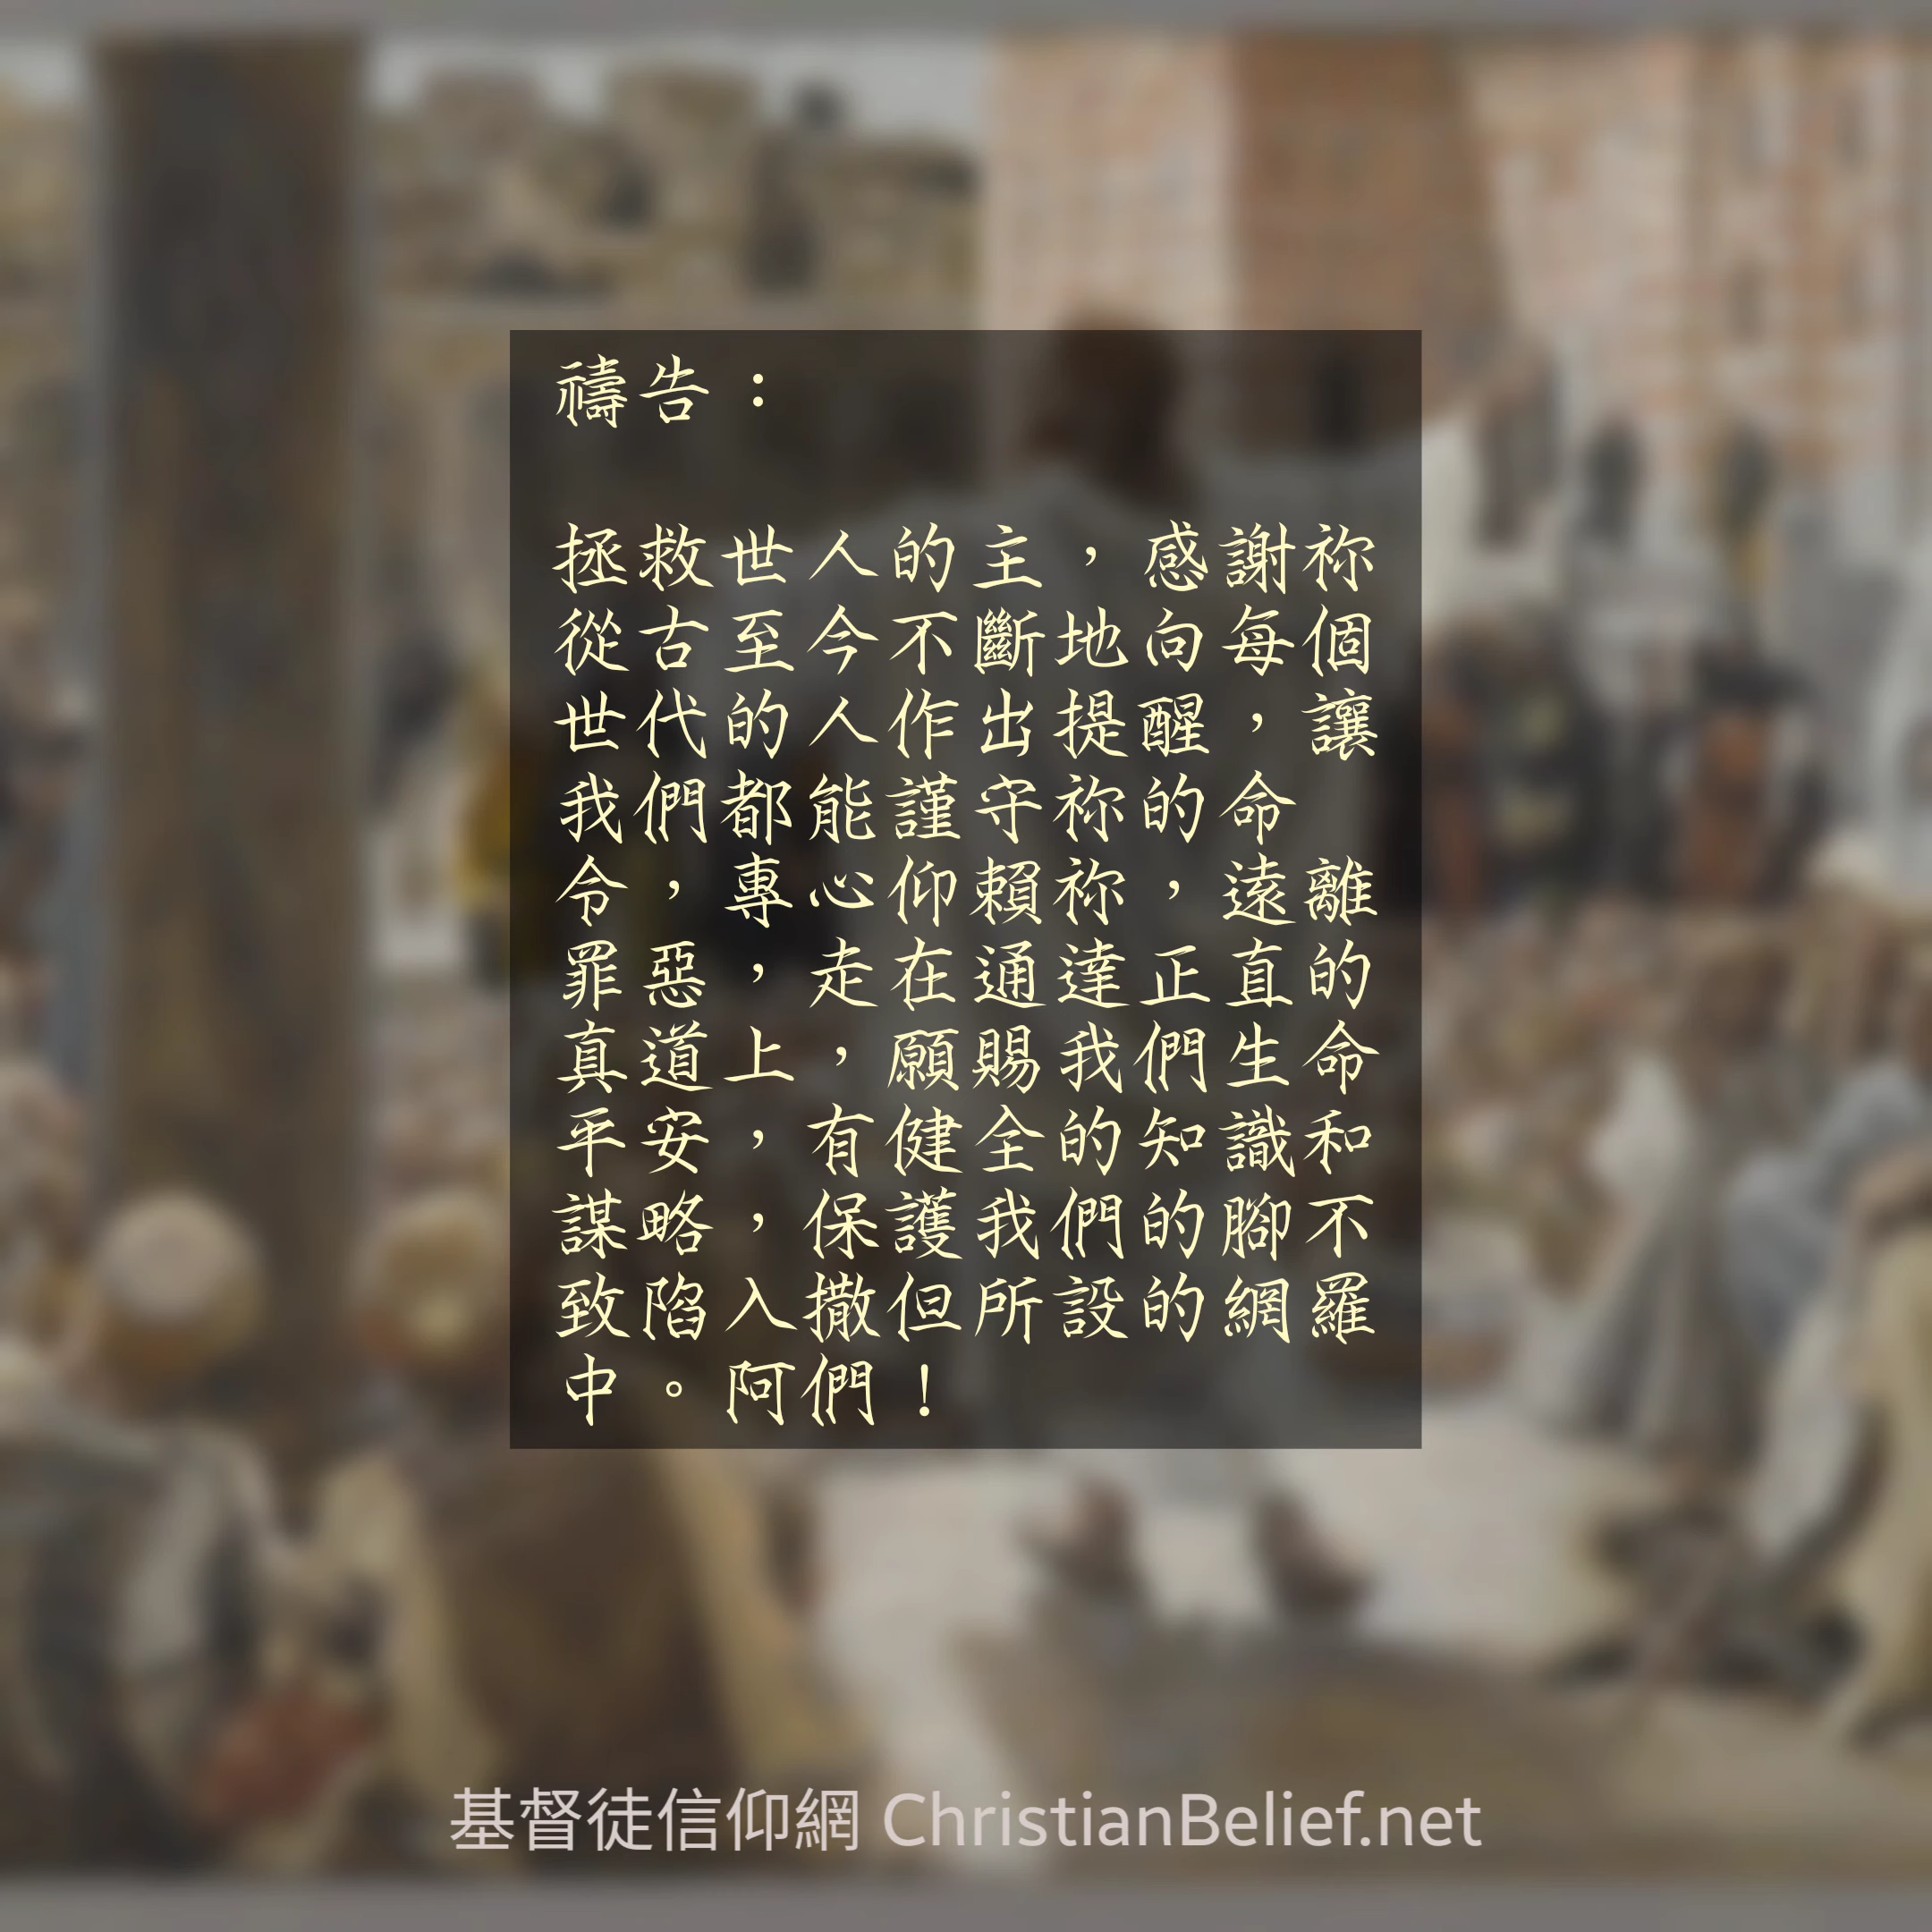 禱告：
拯救世人的主，感謝祢
從古至今不斷地向每個
世代的人作出提醒，讓
我們都能謹守祢的命
令，專心仰賴祢，遠離
罪惡，走在通達正直的
真道上，願賜我們生命
平安，有健全的知識和
謀略，保護我們的腳不
致陷入撒但所設的網羅
中。阿們！
基督徒信仰網 ChristianBelief.net